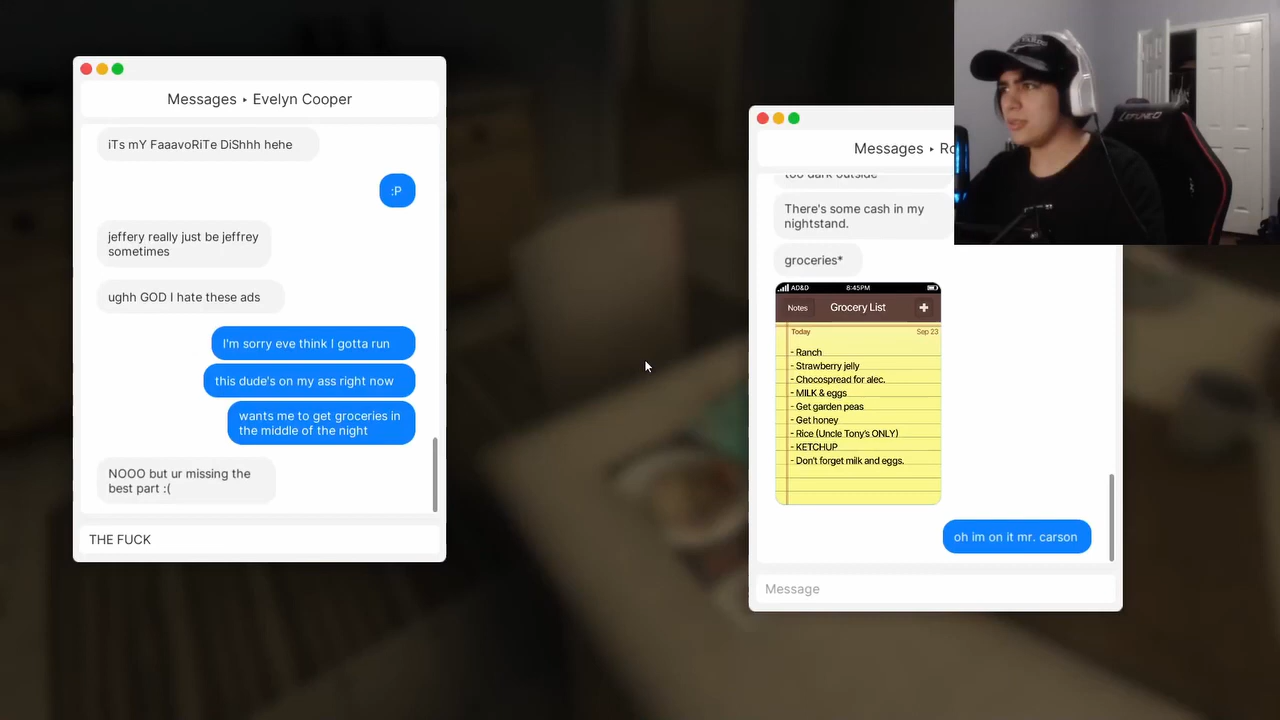 Messages ‣ Evelyn Cooper
iTs mY FaaavoRiTe DiShhh hehe
:P
jeffery really just be jeffrey
sometimes
ughh GOD I hate these ads
I'm sorry eve think I gotta run
this dude's on my ass right now
wants me to get groceries in
the middle of the night
NOOO but ur missing the
best part :(
THE FUCK
Messages ‣
too dark outside
There's some cash in my
nightstand.
groceries*
AD&D 8:45PM
Notes Grocery List +
Today Sep 23
- Ranch
- Strawberry jelly
- Chocospread for alec.
- MILK & eggs
- Get garden peas
- Get honey
- Rice (Uncle Tony's ONLY)
- KETCHUP
- Don't forget milk and eggs.
oh im on it mr. carson
Message